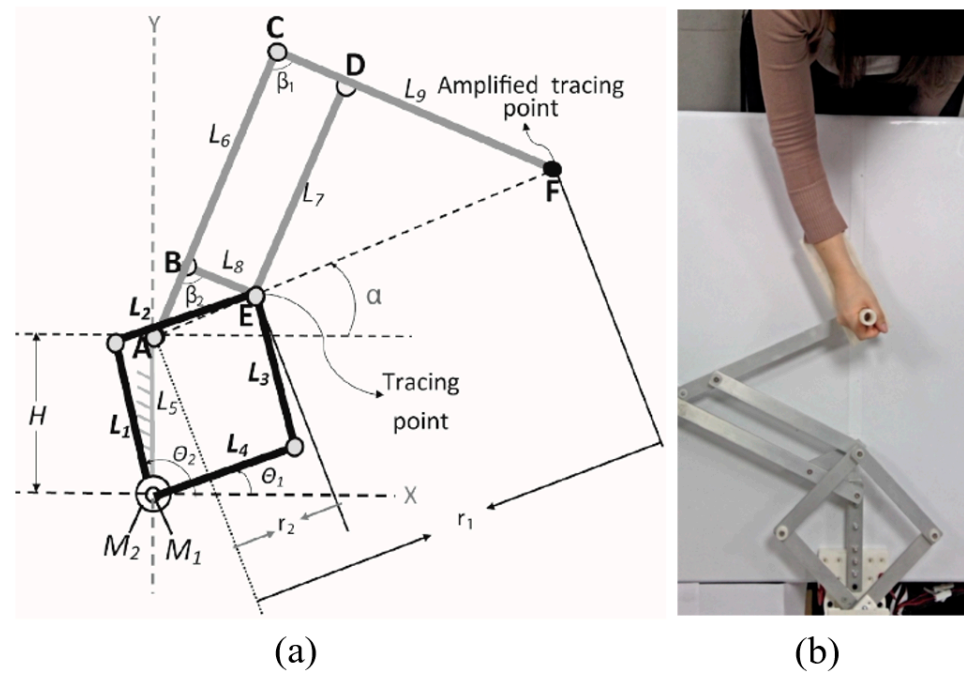 Y
C
β1
D
L9
Amplified tracing
point
L6
L7
F
B
L8
β2
α
L2
E
A
L3
Tracing
point
H
L5
L1
L4
θ2
θ1
X
r2
r1
M2 M1
(a)
(b)